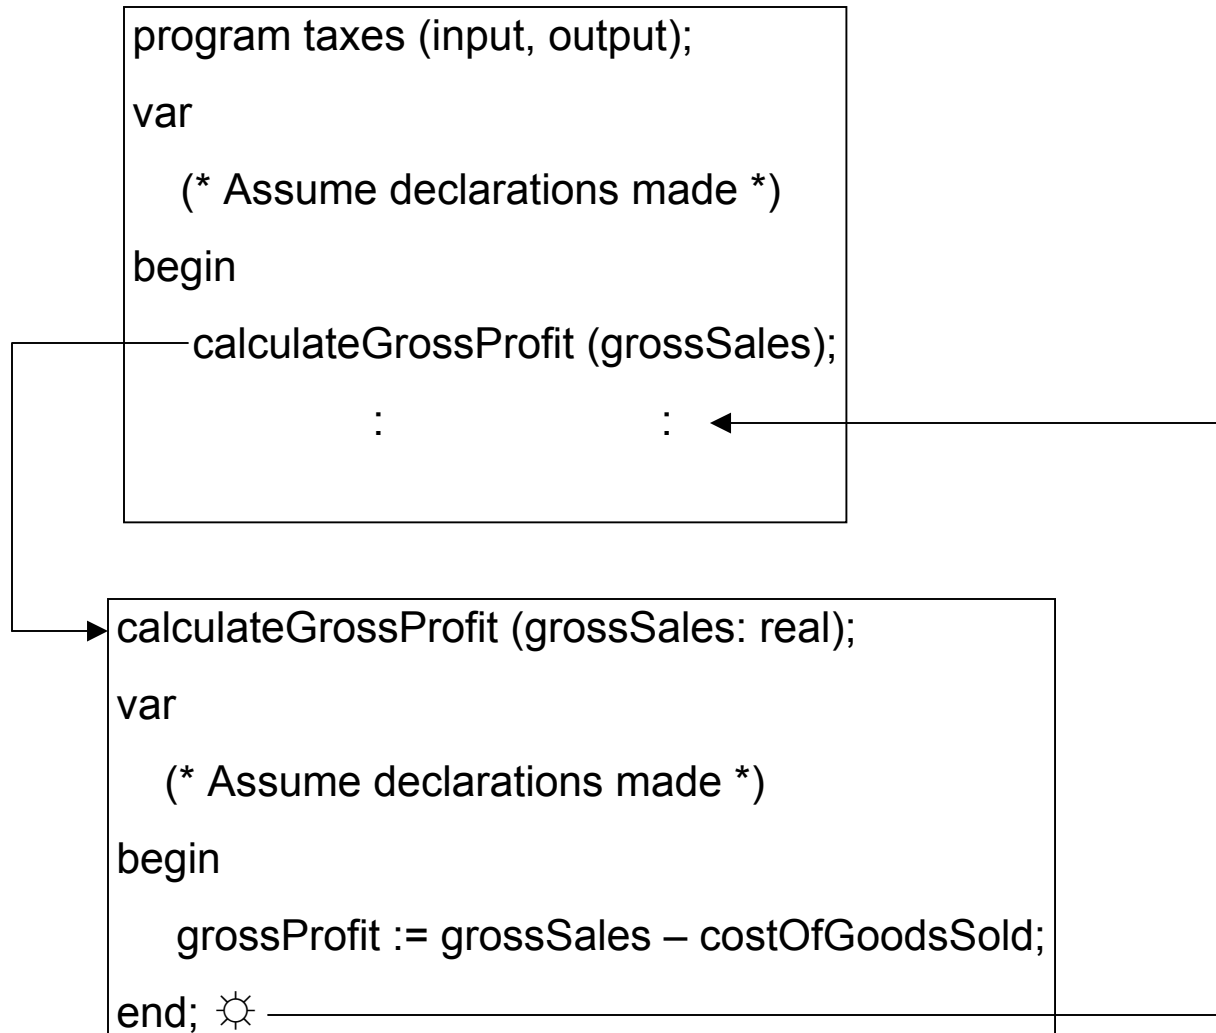 program taxes (input, output);
var
(* Assume declarations made *)
begin
calculateGrossProfit (grossSales);
: :
calculateGrossProfit (grossSales: real);
var
(* Assume declarations made *)
begin
grossProfit := grossSales – costOfGoodsSold;
end; ☼